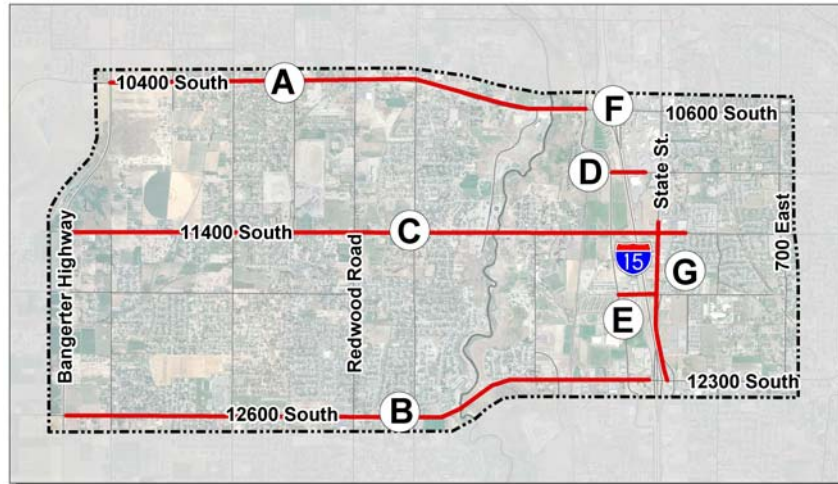 10400 South
A
F
10600 South
D
State St.
11400 South
C
700 East
Bangerter Highway
Redwood Road
15
G
E
12300 South
12600 South
B